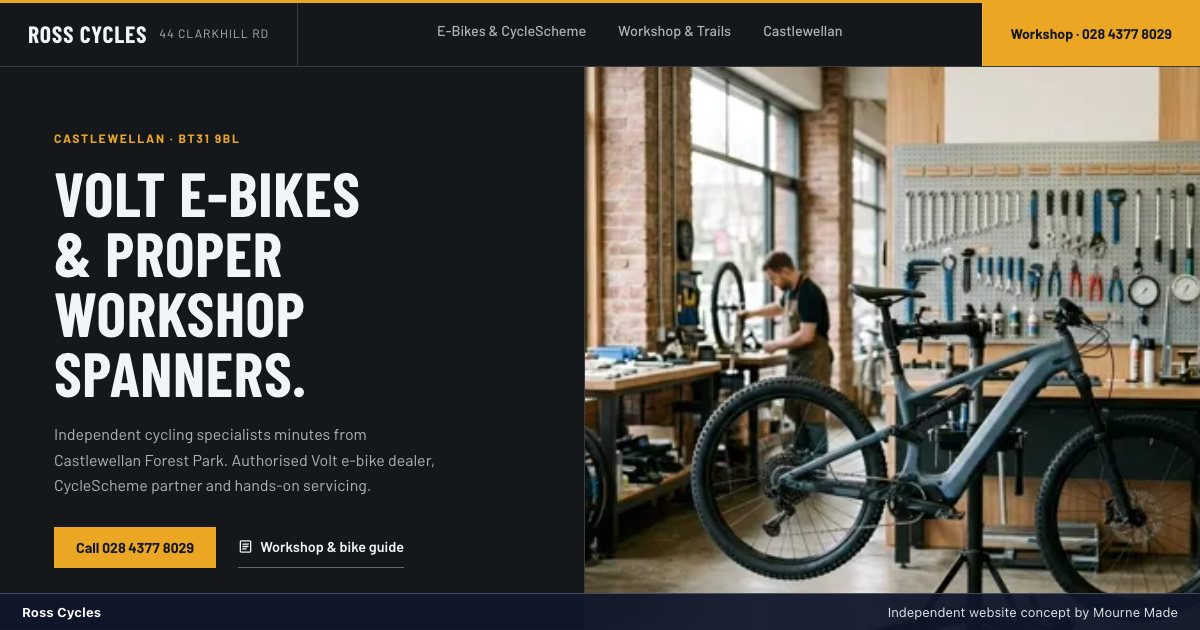 ROSS CYCLES 44 CLARKHILL RD
E-Bikes & CycleScheme Workshop & Trails Castlewellan
Workshop · 028 4377 8029
CASTLEWELLAN · BT31 9BL
VOLT E-BIKES
& PROPER
WORKSHOP
SPANNERS.
Independent cycling specialists minutes from
Castlewellan Forest Park. Authorised Volt e-bike dealer,
CycleScheme partner and hands-on servicing.
Call 028 4377 8029
Workshop & bike guide
Ross Cycles
Independent website concept by Mourne Made